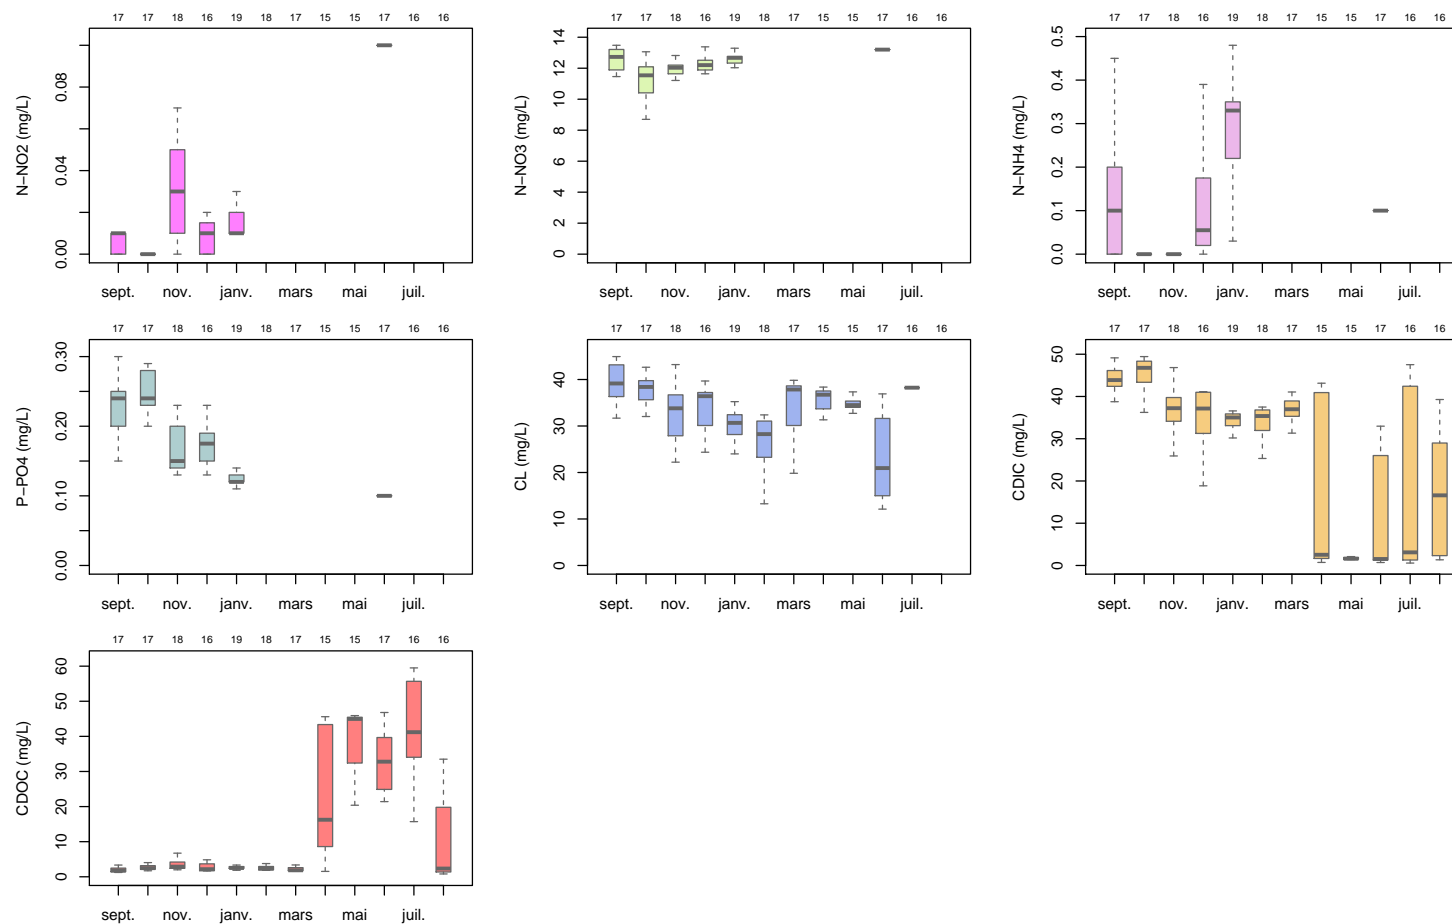 17 17 18 16 19 18 17 15 15 17 16 16
N−NO2 (mg/L)
0.08
0.04
0.00
sept. nov. janv. mars mai juil.
17 17 18 16 19 18 17 15 15 17 16 16
N−NO3 (mg/L)
14
12
10
8
6
4
2
0
sept. nov. janv. mars mai juil.
17 17 18 16 19 18 17 15 15 17 16 16
N−NH4 (mg/L)
0.5
0.4
0.3
0.2
0.1
0.0
sept. nov. janv. mars mai juil.
17 17 18 16 19 18 17 15 15 17 16 16
P−PO4 (mg/L)
0.30
0.20
0.10
0.00
sept. nov. janv. mars mai juil.
17 17 18 16 19 18 17 15 15 17 16 16
CL (mg/L)
40
30
20
10
0
sept. nov. janv. mars mai juil.
17 17 18 16 19 18 17 15 15 17 16 16
CDIC (mg/L)
50
40
30
20
10
0
sept. nov. janv. mars mai juil.
17 17 18 16 19 18 17 15 15 17 16 16
CDOC (mg/L)
60
50
40
30
20
10
0
sept. nov. janv. mars mai juil.